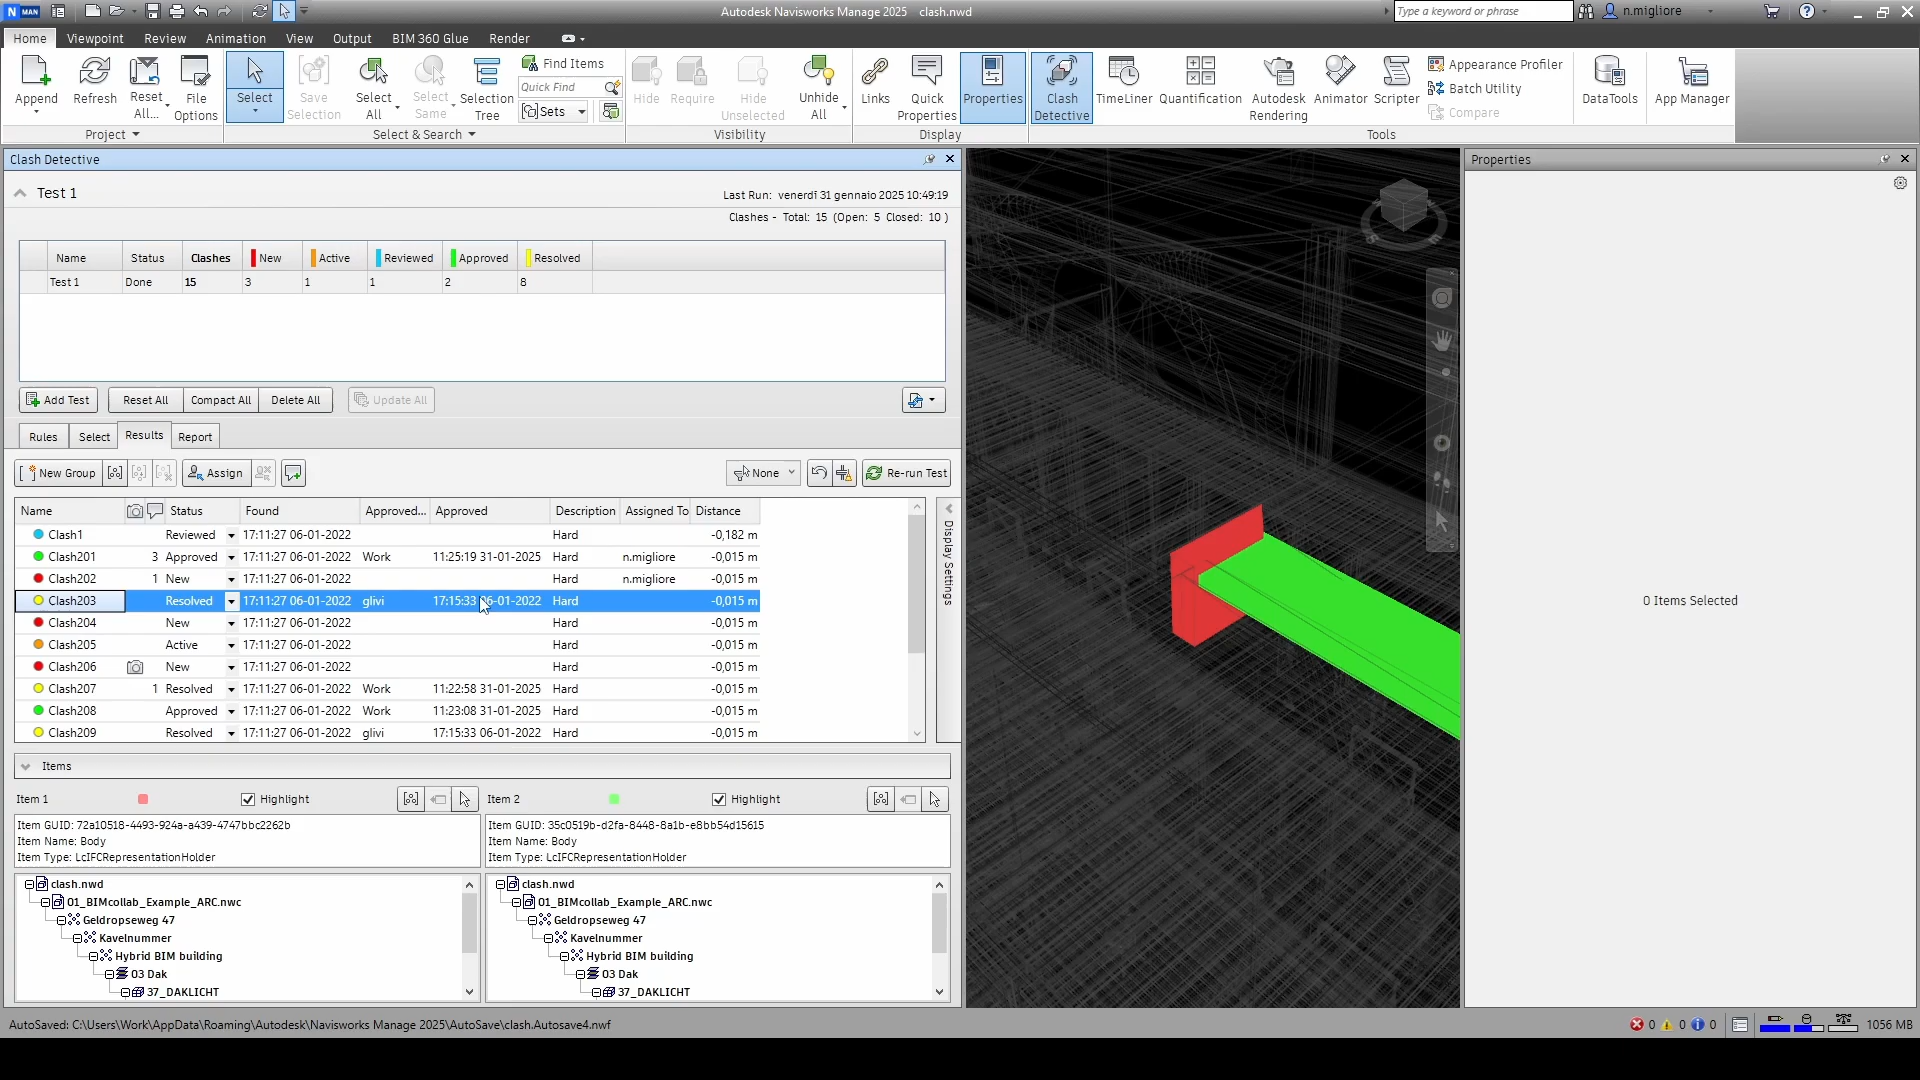 N MAN
Autodesk Navisworks Manage 2025 clash.nwd
Type a keyword or phrase
n.migliore
Home Viewpoint Review Animation View Output BIM 360 Glue Render
Append
Refresh
Reset All...
File Options
Project
Select
Save Selection
Select All
Select Same
Selection Tree
Find Items
Quick Find
Sets
Select & Search
Hide
Require
Hide Unselected
Unhide All
Visibility
Links
Quick Properties
Properties
Display
Clash Detective
TimeLiner
Quantification
Autodesk Rendering
Animator
Scripter
Appearance Profiler
Batch Utility
Compare
Tools
DataTools
App Manager
Clash Detective
Test 1
Last Run: venerdì 31 gennaio 2025 10:49:19
Clashes - Total: 15 (Open: 5 Closed: 10 )
Name Status Clashes New Active Reviewed Approved Resolved
Test 1 Done 15 3 1 1 2 8
Add Test Reset All Compact All Delete All Update All
Rules Select Results Report
New Group Assign None Re-run Test
Name Status Found Approved... Approved Description Assigned To Distance
Clash1 Reviewed 17:11:27 06-01-2022 Hard -0,182 m
Clash201 3 Approved 17:11:27 06-01-2022 Work 11:25:19 31-01-2025 Hard n.migliore -0,015 m
Clash202 1 New 17:11:27 06-01-2022 Hard n.migliore -0,015 m
Clash203 Resolved 17:11:27 06-01-2022 glivi 17:15:33 06-01-2022 Hard -0,015 m
Clash204 New 17:11:27 06-01-2022 Hard -0,015 m
Clash205 Active 17:11:27 06-01-2022 Hard -0,015 m
Clash206 New 17:11:27 06-01-2022 Hard -0,015 m
Clash207 1 Resolved 17:11:27 06-01-2022 Work 11:22:58 31-01-2025 Hard -0,015 m
Clash208 Approved 17:11:27 06-01-2022 Work 11:23:08 31-01-2025 Hard -0,015 m
Clash209 Resolved 17:11:27 06-01-2022 glivi 17:15:33 06-01-2022 Hard -0,015 m
Display Settings
Items
Item 1 Highlight
Item GUID: 72a10518-4493-924a-a439-4747bbc2262b
Item Name: Body
Item Type: LcIFCRepresentationHolder
clash.nwd
01_BIMcollab_Example_ARC.nwc
Geldropseweg 47
Kavelnummer
Hybrid BIM building
03 Dak
37_DAKLICHT
Item 2 Highlight
Item GUID: 35c0519b-d2fa-8448-8a1b-e8bb54d15615
Item Name: Body
Item Type: LcIFCRepresentationHolder
clash.nwd
01_BIMcollab_Example_ARC.nwc
Geldropseweg 47
Kavelnummer
Hybrid BIM building
03 Dak
37_DAKLICHT
Properties
0 Items Selected
AutoSaved: C:\Users\Work\AppData\Roaming\Autodesk\Navisworks Manage 2025\AutoSave\clash.Autosave4.nwf
0 0 0 1056 MB